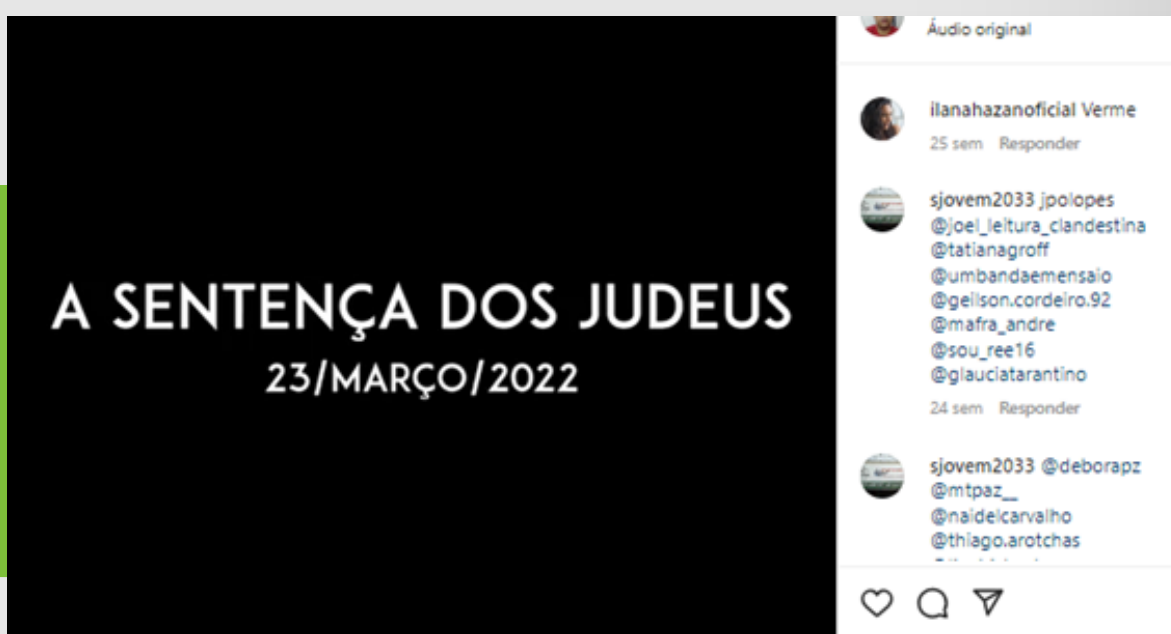 A SENTENÇA DOS JUDEUS
23/MARÇO/2022
Áudio original
ilanahazanoficial Verme
25 sem Responder
sjovem2033 jpolopes
@joel_leitura_clandestina
@tatianagroff
@umbandaemensaio
@geilson.cordeiro.92
@mafra_andre
@sou_ree16
@glauciatarantino
24 sem Responder
sjovem2033 @deborapz
@mtpaz__
@naidelcarvalho
@thiago.arotchas